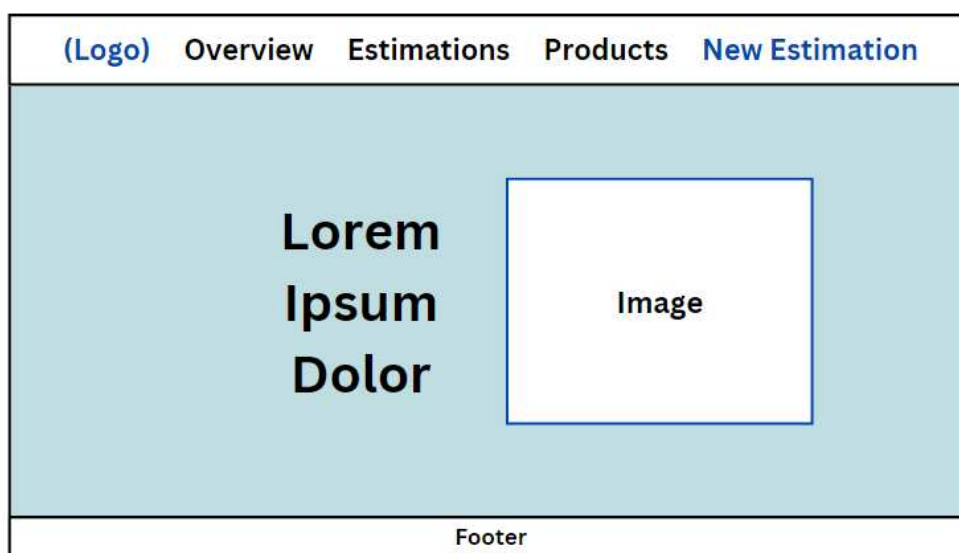 (Logo) Overview Estimations Products New Estimation
Lorem
Ipsum
Dolor
Image
Footer